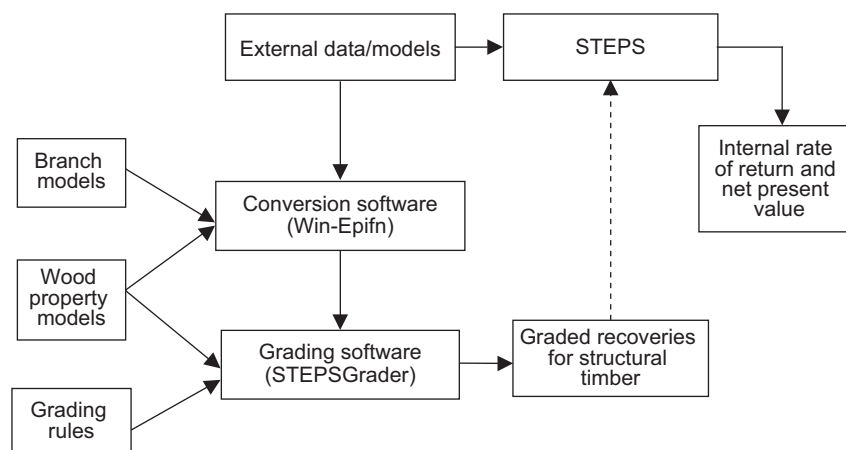 External data/models
STEPS
Internal rate
of return and
net present
value
Branch
models
Conversion software
(Win-Epifn)
Wood
property
models
Grading software
(STEPSGrader)
Graded recoveries
for structural
timber
Grading
rules